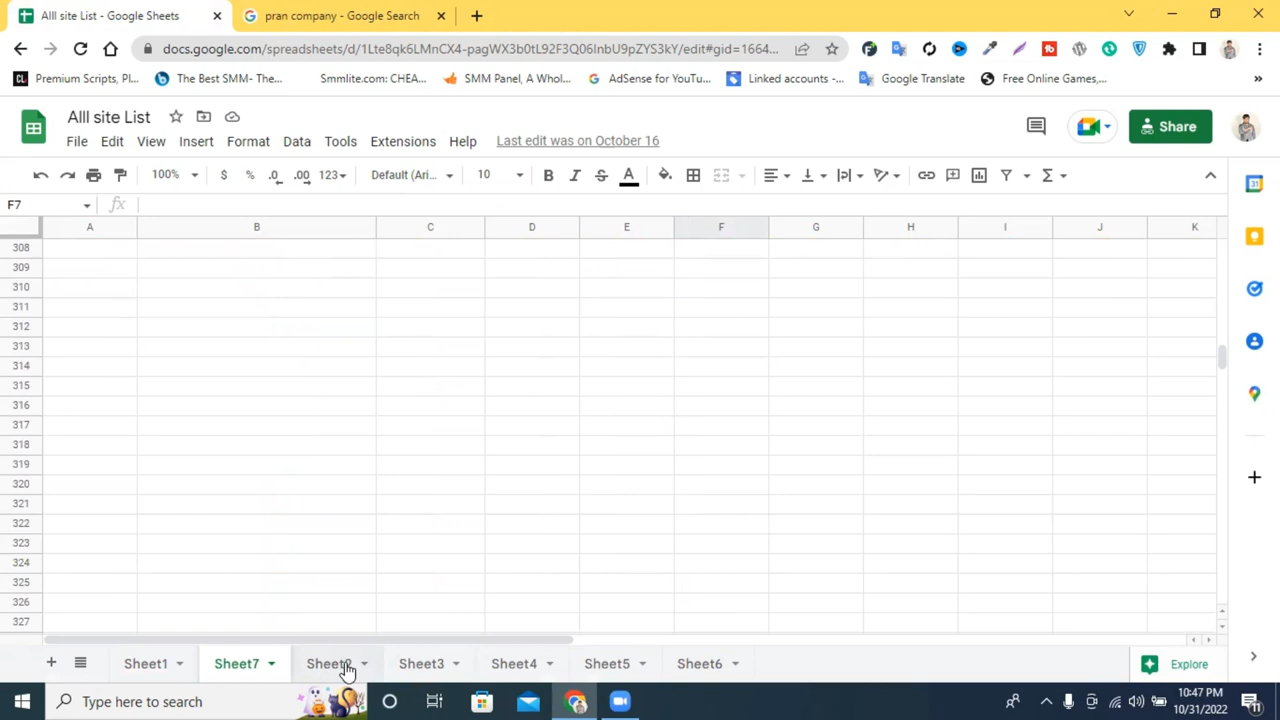 Alll site List - Google Sheets
pran company - Google Search
docs.google.com/spreadsheets/d/1Lte8qk6LMnCX4-pagWX3b0tL92F3Q06InbU9pZYS3kY/edit#gid=1664...
Premium Scripts, Pl...
The Best SMM- The...
Smmlite.com: CHEA...
SMM Panel, A Whol...
AdSense for YouTu...
Linked accounts -...
Google Translate
Free Online Games,...
»
Alll site List
Share
File Edit View Insert Format Data Tools Extensions Help Last edit was on October 16
100% $ % .0 .00 123 Default (Ari... 10 B I S A
F7 fx
A B C D E F G H I J K
308
309
310
311
312
313
314
315
316
317
318
319
320
321
322
323
324
325
326
327
Sheet1 Sheet7 Sheet3 Sheet4 Sheet5 Sheet6 Explore
Type here to search
10:47 PM
10/31/2022
11